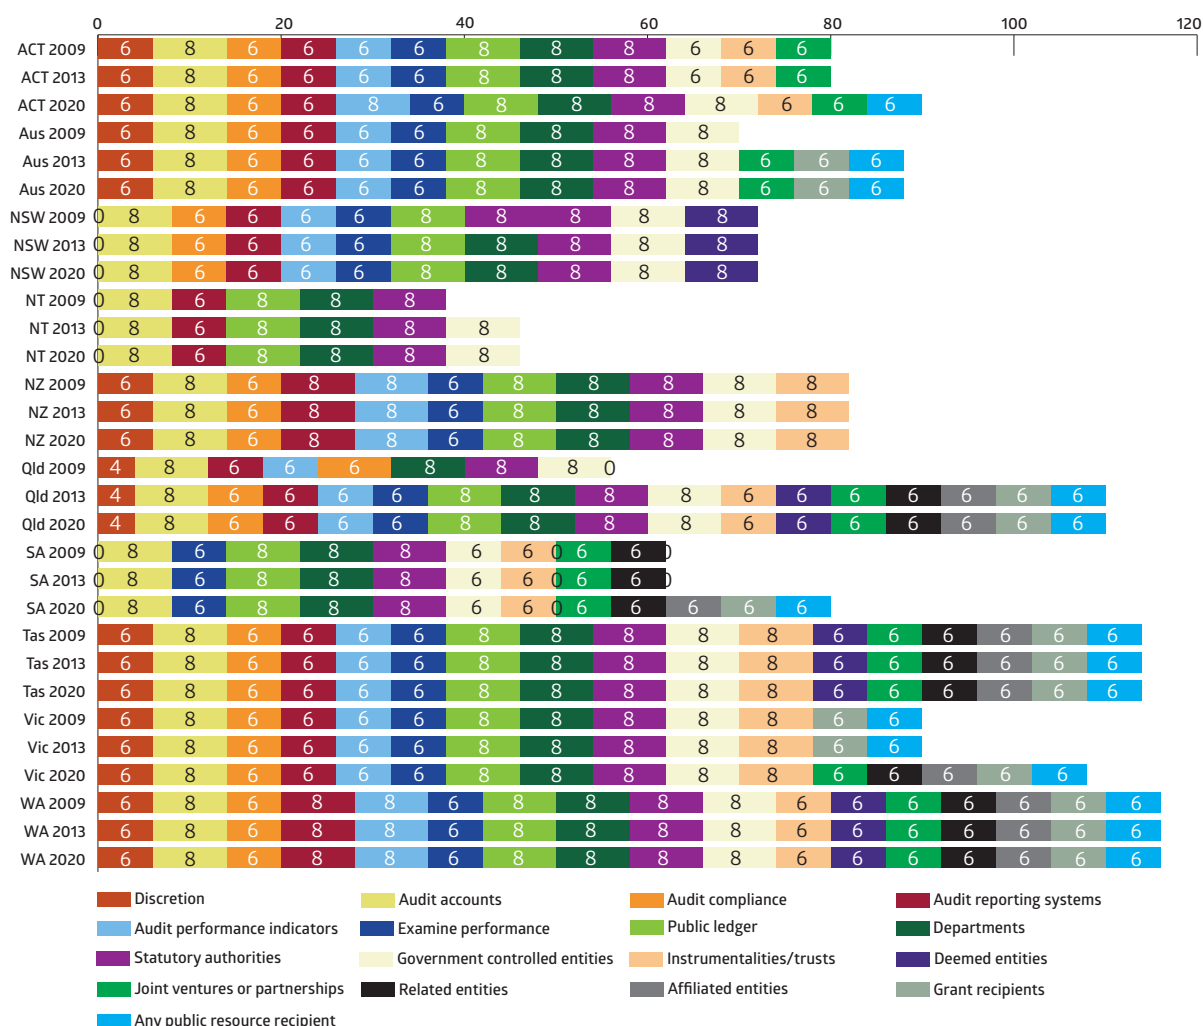 0 20 40 60 80 100 120
ACT 2009 6 8 6 6 6 6 8 8 8 6 6 6
ACT 2013 6 8 6 6 6 6 8 8 8 6 6 6
ACT 2020 6 8 6 6 8 6 8 8 8 8 6 6 6
Aus 2009 6 8 6 6 6 6 8 8 8 8
Aus 2013 6 8 6 6 6 6 8 8 8 8 6 6 6
Aus 2020 6 8 6 6 6 6 8 8 8 8 6 6 6
NSW 2009 0 8 6 6 6 6 8 8 8 8 8
NSW 2013 0 8 6 6 6 6 8 8 8 8 8
NSW 2020 0 8 6 6 6 6 8 8 8 8 8
NT 2009 0 8 6 8 8 8
NT 2013 0 8 6 8 8 8 8
NT 2020 0 8 6 8 8 8 8
NZ 2009 6 8 6 8 8 6 8 8 8 8 8
NZ 2013 6 8 6 8 8 6 8 8 8 8 8
NZ 2020 6 8 6 8 8 6 8 8 8 8 8
Qld 2009 4 8 6 6 6 8 8 8 0
Qld 2013 4 8 6 6 6 6 8 8 8 8 6 6 6 6 6 6 6
Qld 2020 4 8 6 6 6 6 8 8 8 8 6 6 6 6 6 6 6
SA 2009 0 8 6 8 8 8 6 6 0 6 6 0
SA 2013 0 8 6 8 8 8 6 6 0 6 6 0
SA 2020 0 8 6 8 8 8 6 6 0 6 6 6 6 6
Tas 2009 6 8 6 6 6 6 8 8 8 8 8 6 6 6 6 6 6
Tas 2013 6 8 6 6 6 6 8 8 8 8 8 6 6 6 6 6 6
Tas 2020 6 8 6 6 6 6 8 8 8 8 8 6 6 6 6 6 6
Vic 2009 6 8 6 6 6 6 8 8 8 8 8 6 6
Vic 2013 6 8 6 6 6 6 8 8 8 8 8 6 6
Vic 2020 6 8 6 6 6 6 8 8 8 8 8 6 6 6 6 6
WA 2009 6 8 6 8 8 6 8 8 8 8 6 6 6 6 6 6 6
WA 2013 6 8 6 8 8 6 8 8 8 8 6 6 6 6 6 6 6
WA 2020 6 8 6 8 8 6 8 8 8 8 6 6 6 6 6 6 6
Discretion Audit accounts Audit compliance Audit reporting systems
Audit performance indicators Examine performance Public ledger Departments
Statutory authorities Government controlled entities Instrumentalities/trusts Deemed entities
Joint ventures or partnerships Related entities Affiliated entities Grant recipients
Any public resource recipient